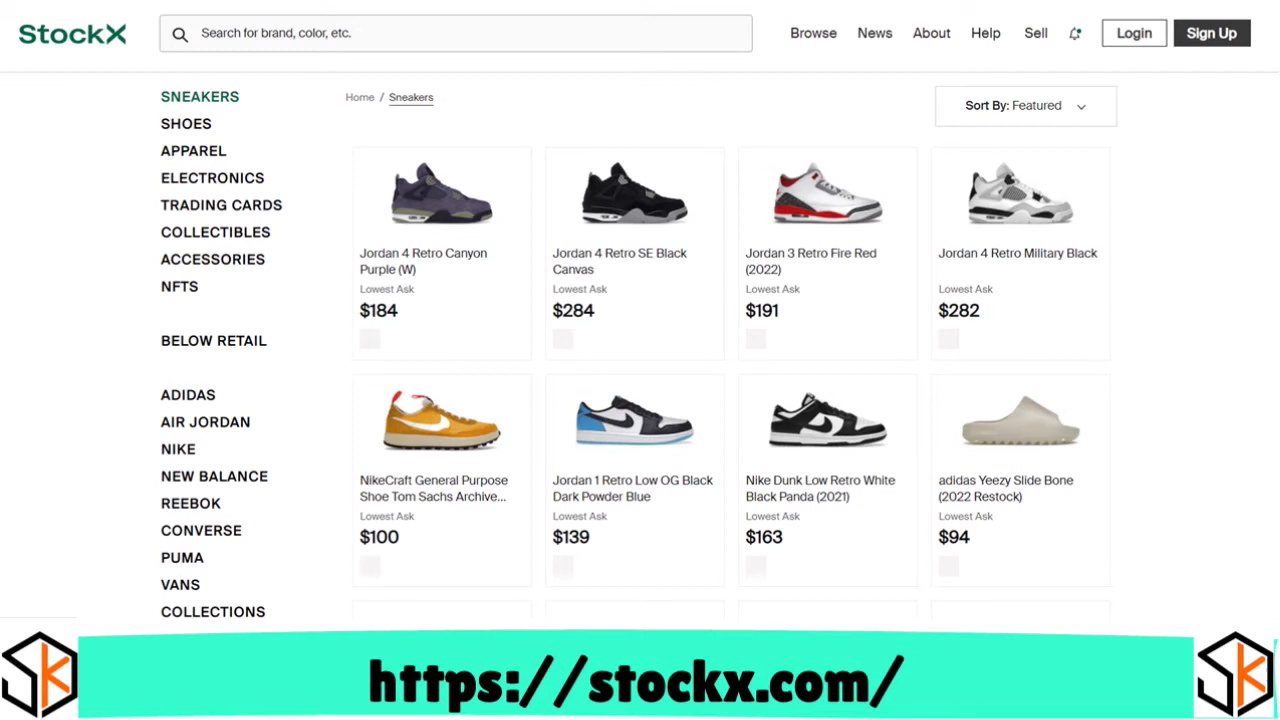 StockX
Search for brand, color, etc.
Browse News About Help Sell Login Sign Up
SNEAKERS
SHOES
APPAREL
ELECTRONICS
TRADING CARDS
COLLECTIBLES
ACCESSORIES
NFTS
BELOW RETAIL
ADIDAS
AIR JORDAN
NIKE
NEW BALANCE
REEBOK
CONVERSE
PUMA
VANS
COLLECTIONS
Home / Sneakers
Sort By: Featured
Jordan 4 Retro Canyon
Purple (W)
Lowest Ask
$184
Jordan 4 Retro SE Black
Canvas
Lowest Ask
$284
Jordan 3 Retro Fire Red
(2022)
Lowest Ask
$191
Jordan 4 Retro Military Black
Lowest Ask
$282
NikeCraft General Purpose
Shoe Tom Sachs Archive...
Lowest Ask
$100
Jordan 1 Retro Low OG Black
Dark Powder Blue
Lowest Ask
$139
Nike Dunk Low Retro White
Black Panda (2021)
Lowest Ask
$163
adidas Yeezy Slide Bone
(2022 Restock)
Lowest Ask
$94
Sk
https://stockx.com/
Sk